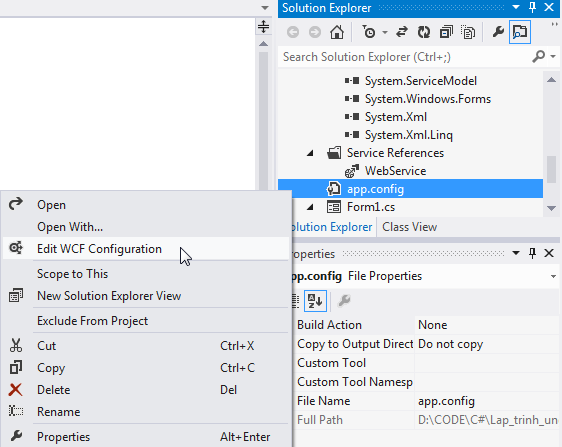 Solution Explorer
Search Solution Explorer (Ctrl+;)
System.ServiceModel
System.Windows.Forms
System.Xml
System.Xml.Linq
Service References
WebService
app.config
Form1.cs
olution Explorer Class View
roperties
app.config File Properties
Build Action None
Copy to Output Direct Do not copy
Custom Tool
Custom Tool Namesp
File Name app.config
Full Path D:\CODE\C#\Lap_trinh_un
Open
Open With...
Edit WCF Configuration
Scope to This
New Solution Explorer View
Exclude From Project
Cut Ctrl+X
Copy Ctrl+C
Delete Del
Rename
Properties Alt+Enter